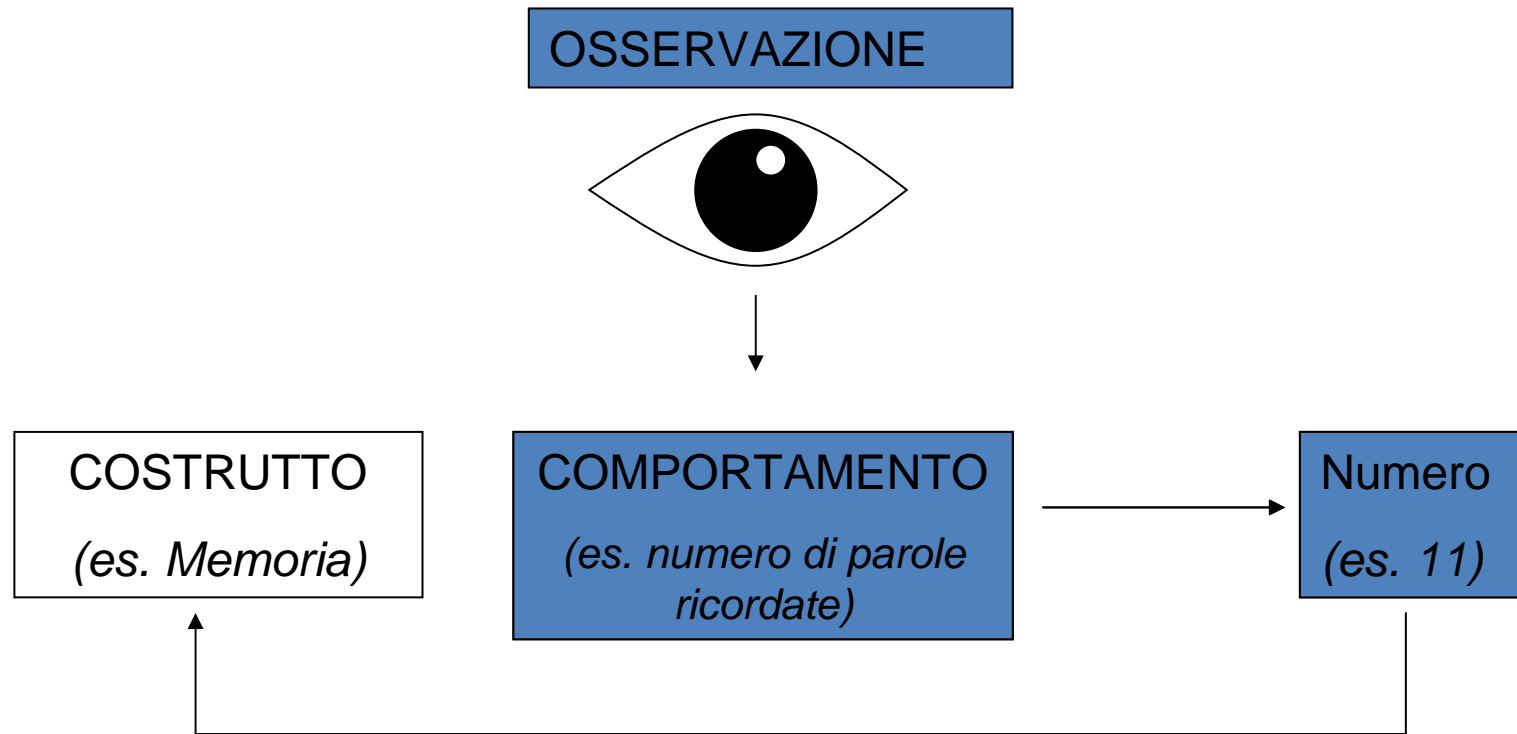 OSSERVAZIONE
COSTRUTTO
(es. Memoria)
COMPORTAMENTO
(es. numero di parole
ricordate)
Numero
(es. 11)